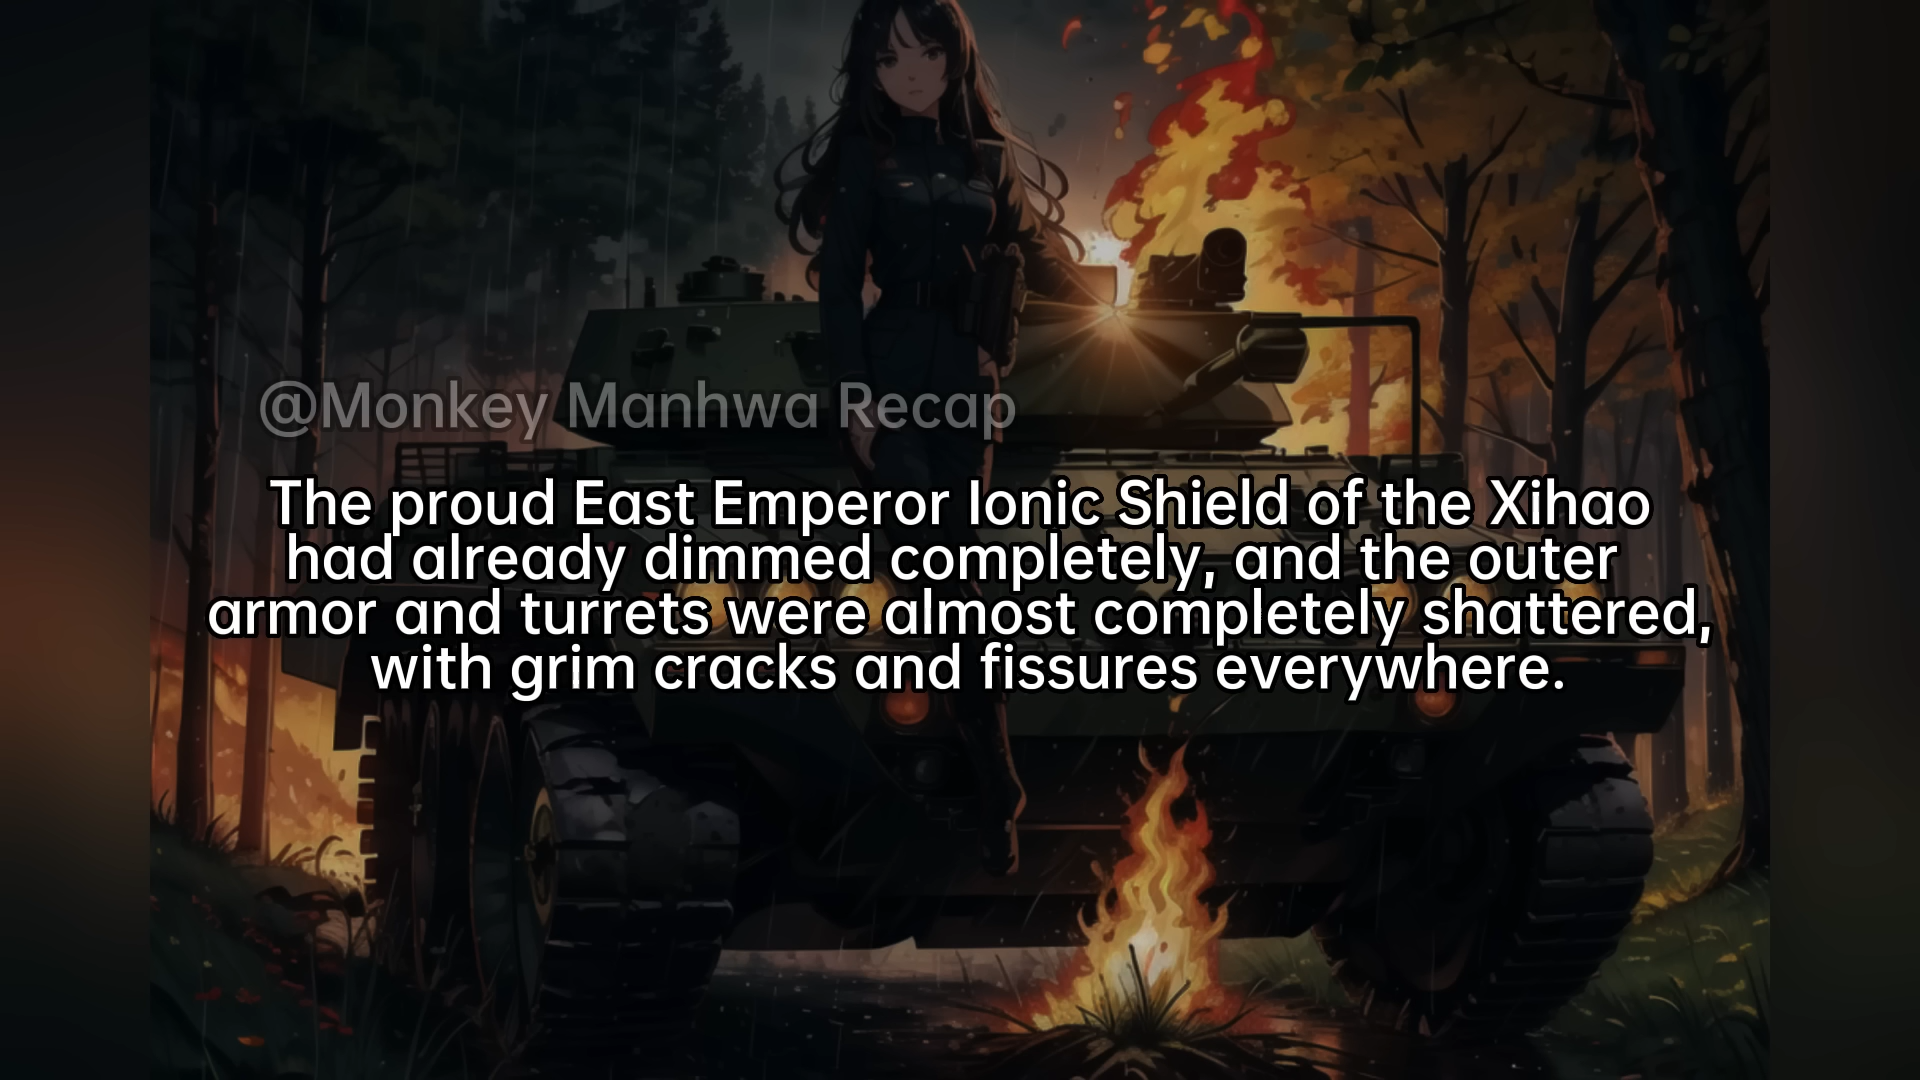 @Monkey Manhwa Recap
The proud East Emperor Ionic Shield of the Xihao
had already dimmed completely, and the outer
armor and turrets were almost completely shattered,
with grim cracks and fissures everywhere.